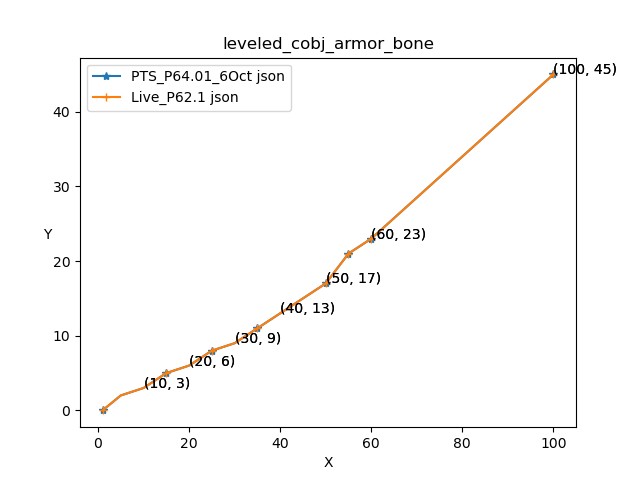 leveled_cobj_armor_bone
PTS_P64.01_6Oct json
Live_P62.1 json
(100, 45)
(60, 23)
(50, 17)
(40, 13)
(30, 9)
(20, 6)
(10, 3)
Y
40
30
20
10
0
0 20 40 60 80 100
X